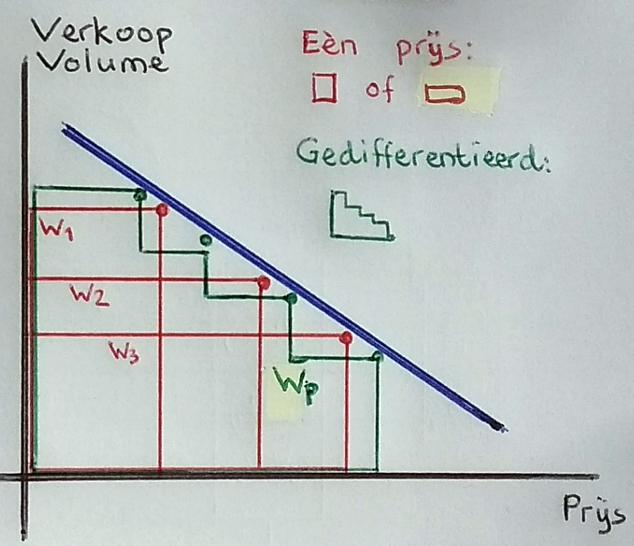 Verkoop
Volume
Eèn prijs:
of
Gedifferentieerd:
W1
W2
W3
Wp
Prijs